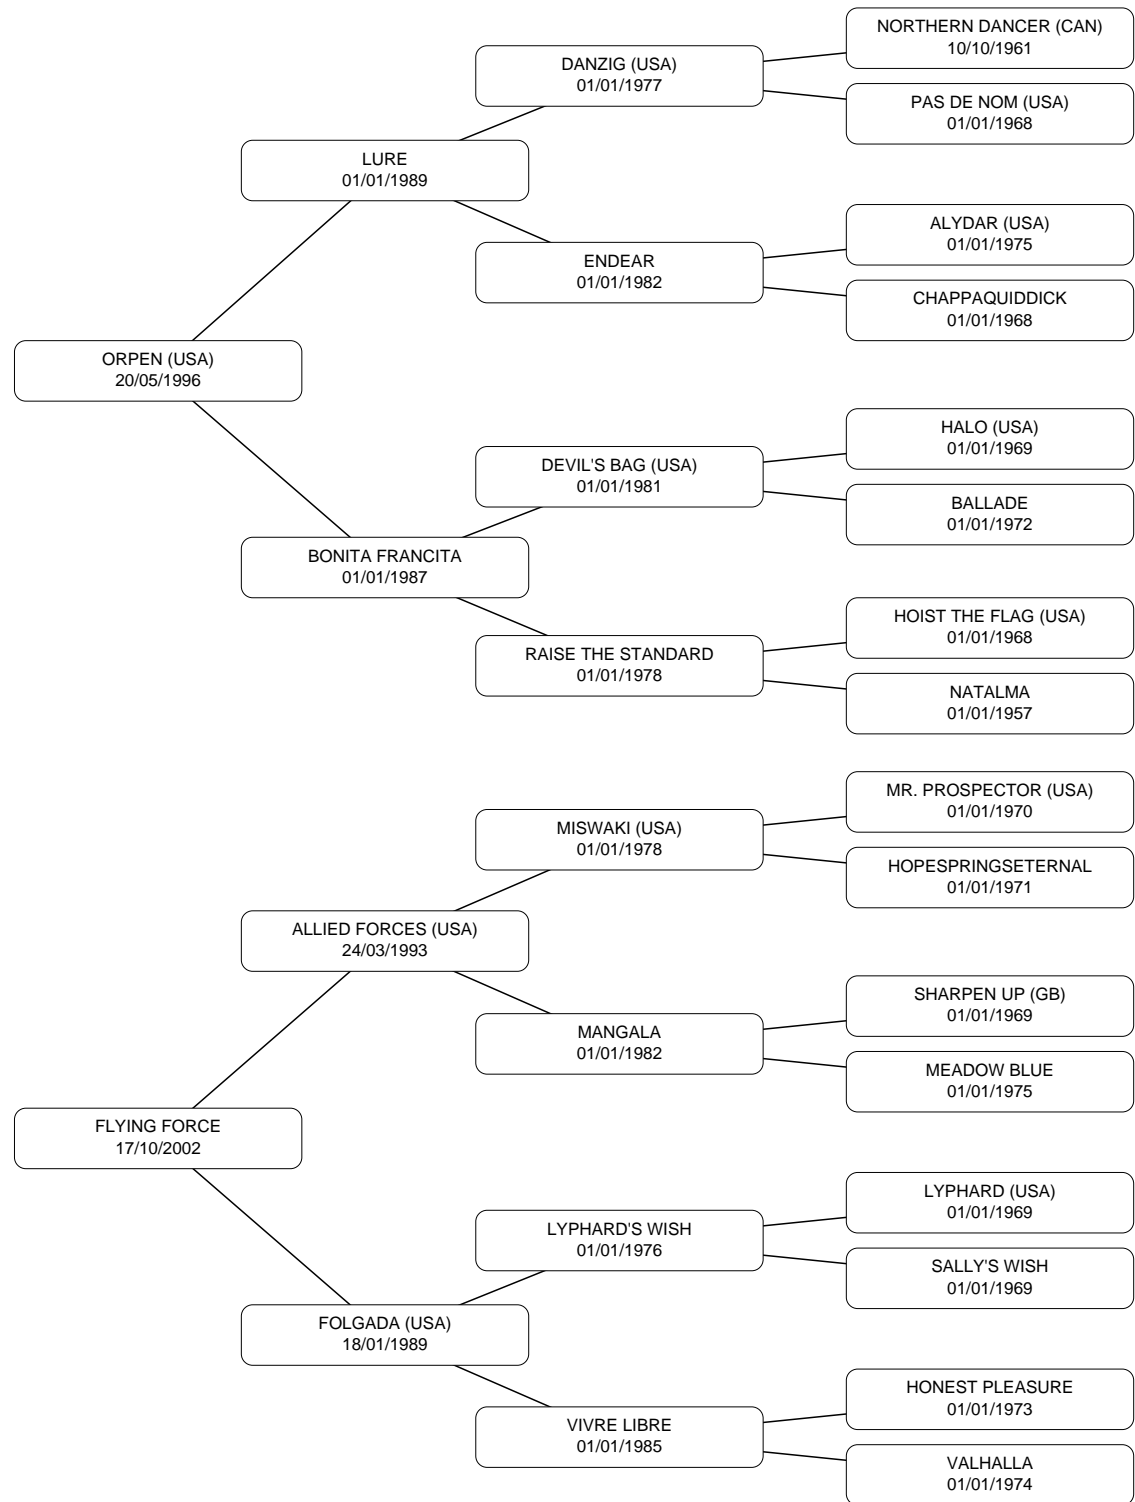 NORTHERN DANCER (CAN)
10/10/1961
DANZIG (USA)
01/01/1977
PAS DE NOM (USA)
01/01/1968
LURE
01/01/1989
ALYDAR (USA)
01/01/1975
ENDEAR
01/01/1982
CHAPPAQUIDDICK
01/01/1968
ORPEN (USA)
20/05/1996
HALO (USA)
01/01/1969
DEVIL'S BAG (USA)
01/01/1981
BALLADE
01/01/1972
BONITA FRANCITA
01/01/1987
HOIST THE FLAG (USA)
01/01/1968
RAISE THE STANDARD
01/01/1978
NATALMA
01/01/1957
MR. PROSPECTOR (USA)
01/01/1970
MISWAKI (USA)
01/01/1978
HOPESPRINGSETERNAL
01/01/1971
ALLIED FORCES (USA)
24/03/1993
SHARPEN UP (GB)
01/01/1969
MANGALA
01/01/1982
MEADOW BLUE
01/01/1975
FLYING FORCE
17/10/2002
LYPHARD (USA)
01/01/1969
LYPHARD'S WISH
01/01/1976
SALLY'S WISH
01/01/1969
FOLGADA (USA)
18/01/1989
HONEST PLEASURE
01/01/1973
VIVRE LIBRE
01/01/1985
VALHALLA
01/01/1974